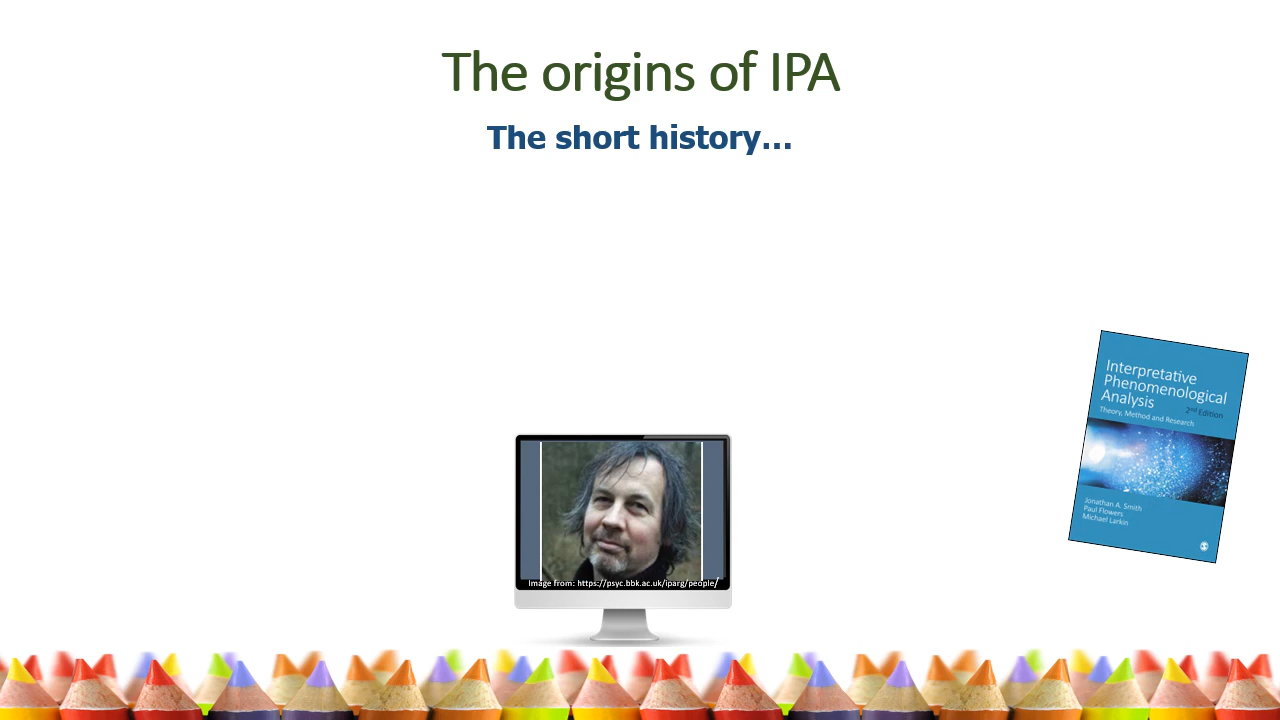 The origins of IPA
The short history...
Interpretative
Phenomenological
Analysis
2nd Edition
Theory, Method and Research
Jonathan A. Smith
Paul Flowers
Michael Larkin
Image from: https://psyc.bbk.ac.uk/iparg/people/